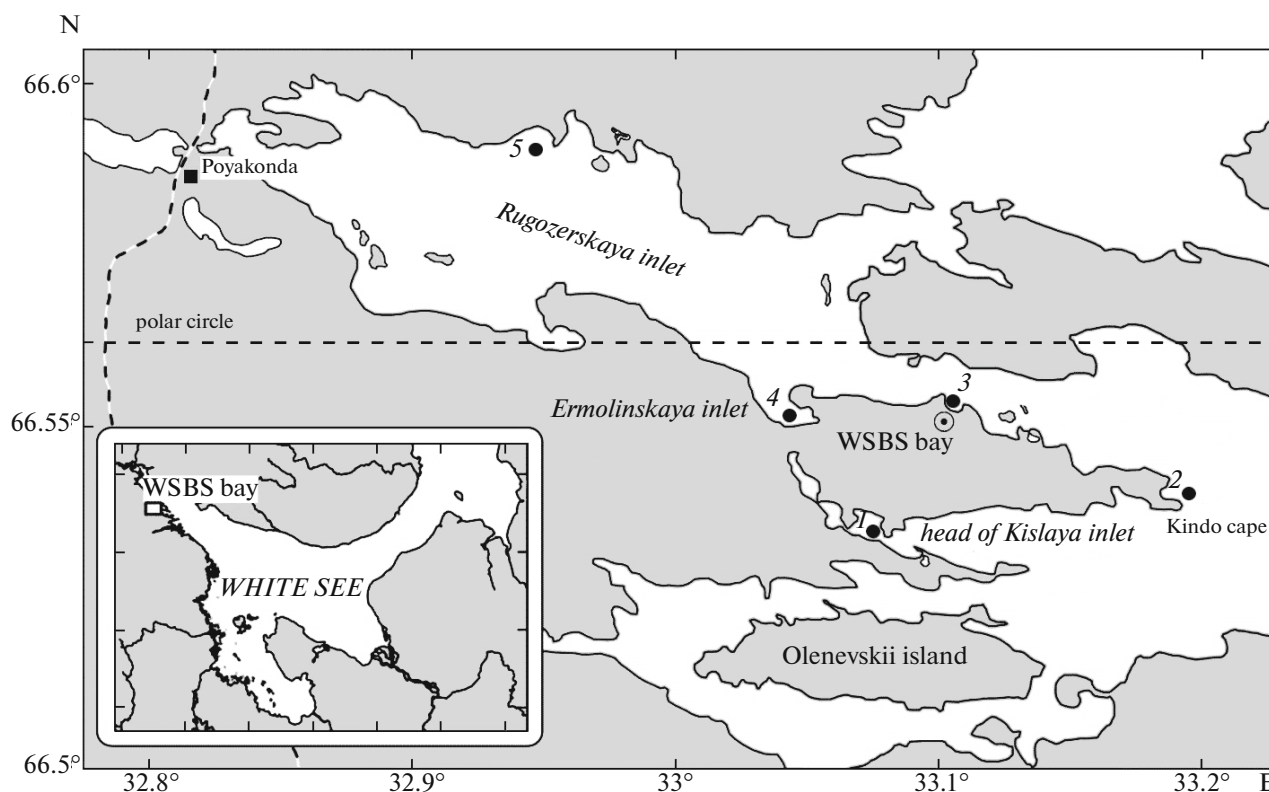 N
66.6°
5
Poyakonda
Rugozerskaya inlet
polar circle
3
4
Ermolinskaya inlet
66.55°
WSBS bay
2
WSBS bay
1
head of Kislaya inlet
Kindo cape
WHITE SEE
Olenevskii island
66.5°
32.8°
32.9°
33°
33.1°
33.2°